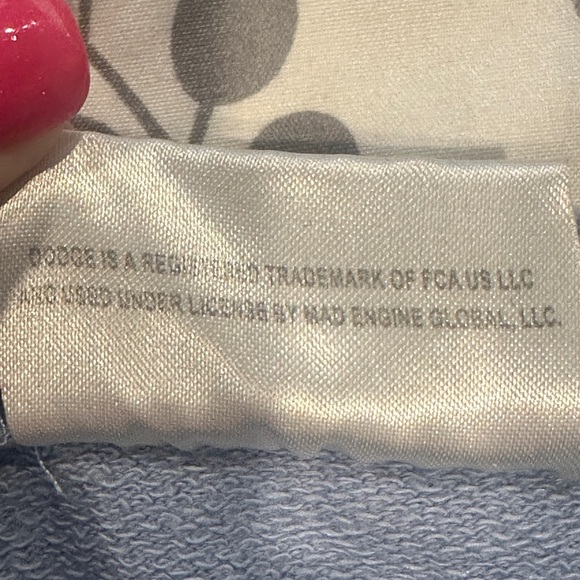 DODGE IS A REGISTERED TRADEMARK OF FCA US LLC
AND USED UNDER LICENSE BY MAD ENGINE GLOBAL, LLC.